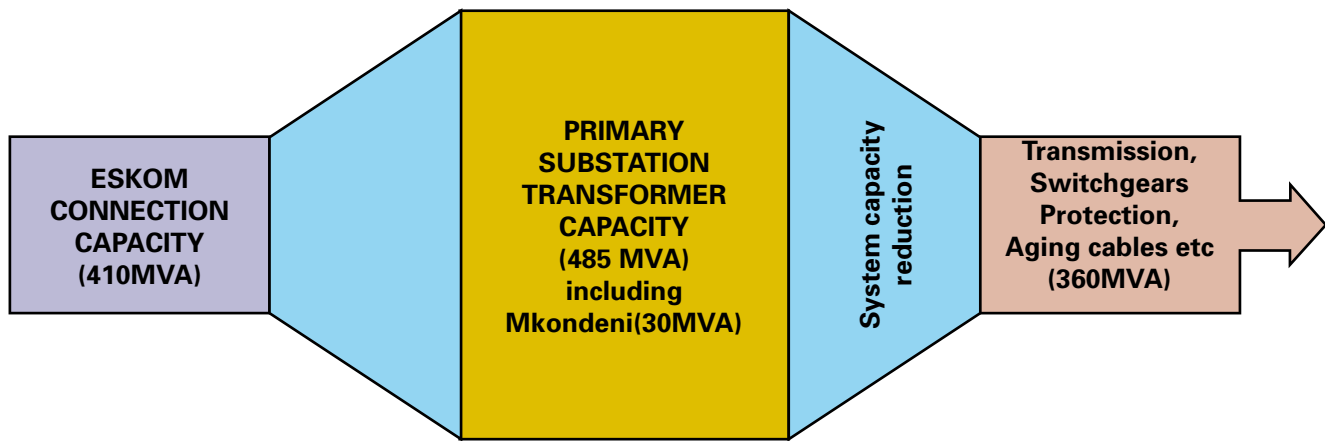 ESKOM
CONNECTION
CAPACITY
(410MVA)
PRIMARY
SUBSTATION
TRANSFORMER
CAPACITY
(485 MVA)
including
Mkondeni(30MVA)
System capacity
reduction
Transmission,
Switchgears
Protection,
Aging cables etc
(360MVA)